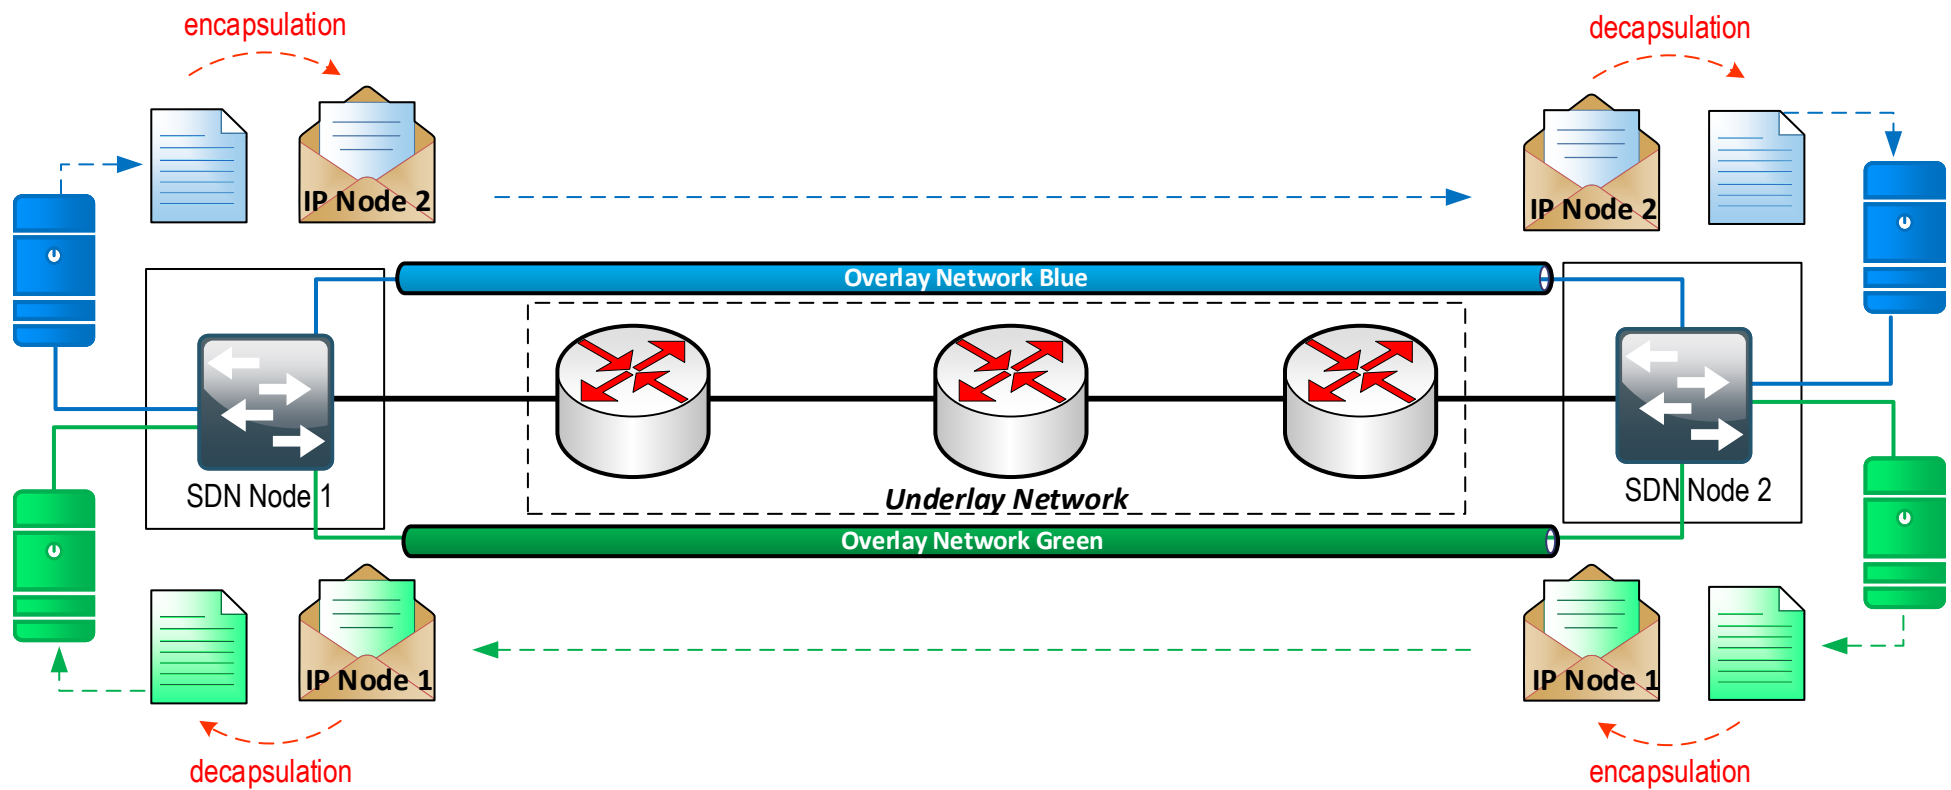 encapsulation
decapsulation
IP Node 2
IP Node 2
Overlay Network Blue
SDN Node 1
Underlay Network
SDN Node 2
Overlay Network Green
IP Node 1
IP Node 1
decapsulation
encapsulation